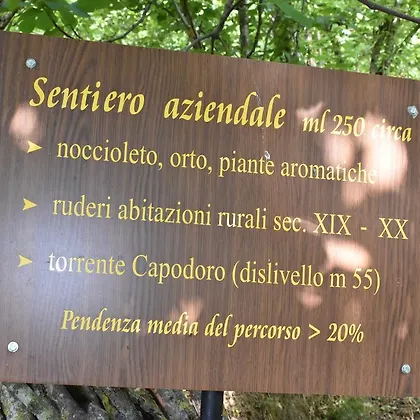 Sentiero aziendale ml 250 circa
noccioleto, orto, piante aromatiche
ruderi abitazioni rurali sec. XIX - XX
torrente Capodoro (dislivello m 55)
Pendenza media del percorso > 20%